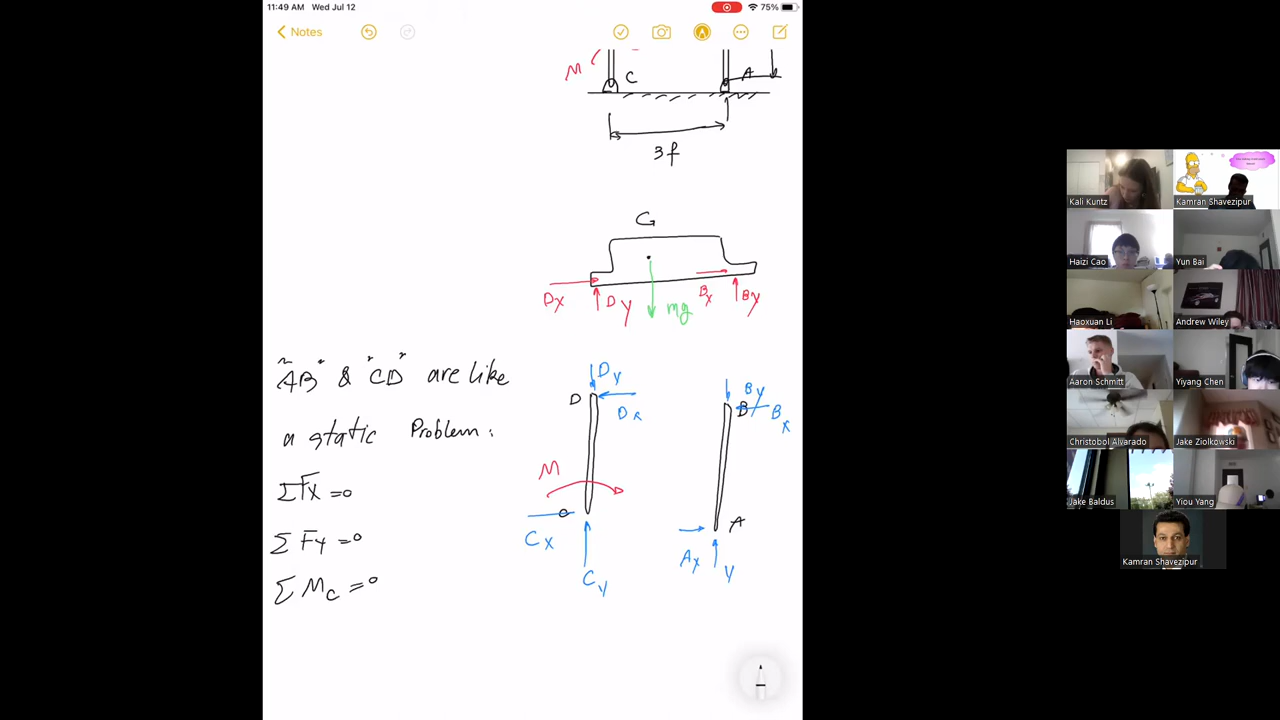 11:49 AM Wed Jul 12
75%
Notes
M
C
A
3f
G
Dx
Dy
mg
Bx
By
AB & CD are like
a static Problem:
ΣFx =0
ΣFy =0
ΣMc =0
Dy
D
Dx
M
Cx
Cy
By
B
Bx
A
Ax
y
Kali Kuntz
Kamran Shavezipur
Haizi Cao
Yun Bai
Haoxuan Li
Andrew Wiley
Aaron Schmitt
Yiyang Chen
Christobol Alvarado
Jake Ziolkowski
Jake Baldus
Yiou Yang
Kamran Shavezipur